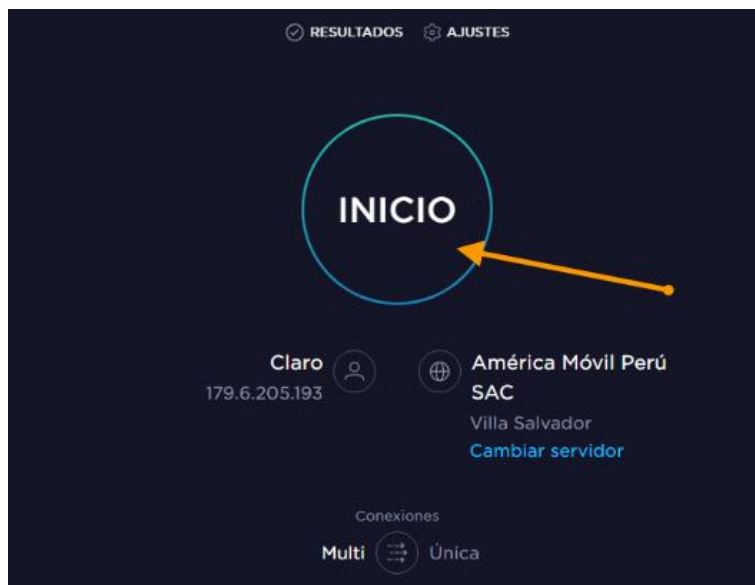 RESULTADOS AJUSTES
INICIO
Claro
179.6.205.193
América Móvil Perú
SAC
Villa Salvador
Cambiar servidor
Conexiones
Multi Única